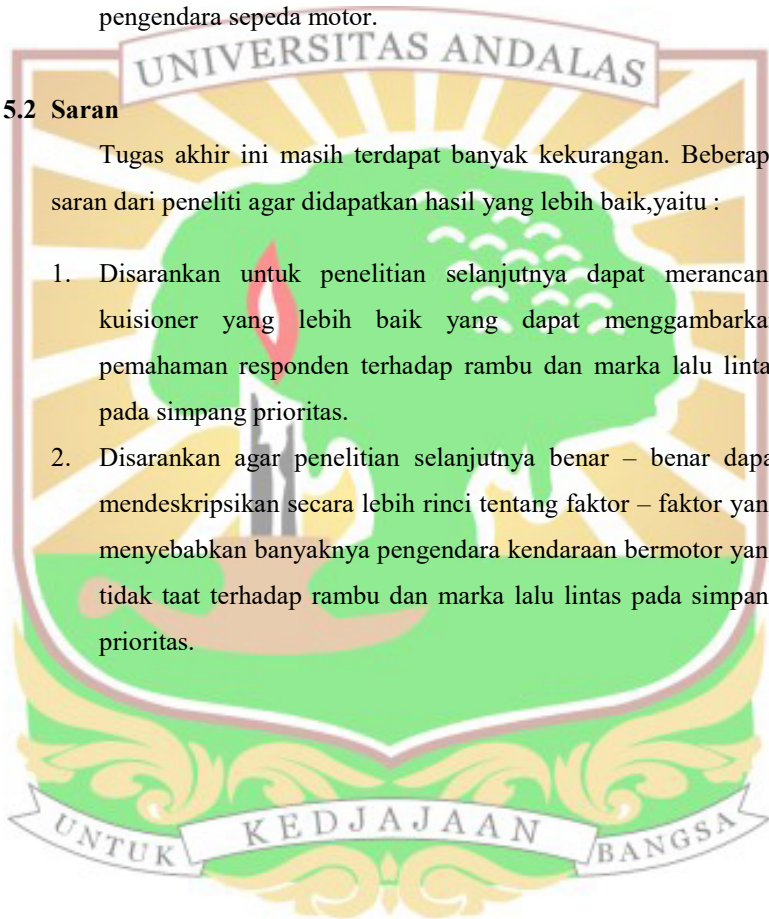 pengendara sepeda motor.
UNIVERSITAS ANDALAS
5.2 Saran
Tugas akhir ini masih terdapat banyak kekurangan. Beberap
saran dari peneliti agar didapatkan hasil yang lebih baik,yaitu :
1. Disarankan untuk penelitian selanjutnya dapat merancan
kuisioner yang lebih baik yang dapat menggambarka
pemahaman responden terhadap rambu dan marka lalu linta
pada simpang prioritas.
2. Disarankan agar penelitian selanjutnya benar – benar dapa
mendeskripsikan secara lebih rinci tentang faktor – faktor yan
menyebabkan banyaknya pengendara kendaraan bermotor yan
tidak taat terhadap rambu dan marka lalu lintas pada simpan
prioritas.
UNTUK KEDJAJAAN BANGSA